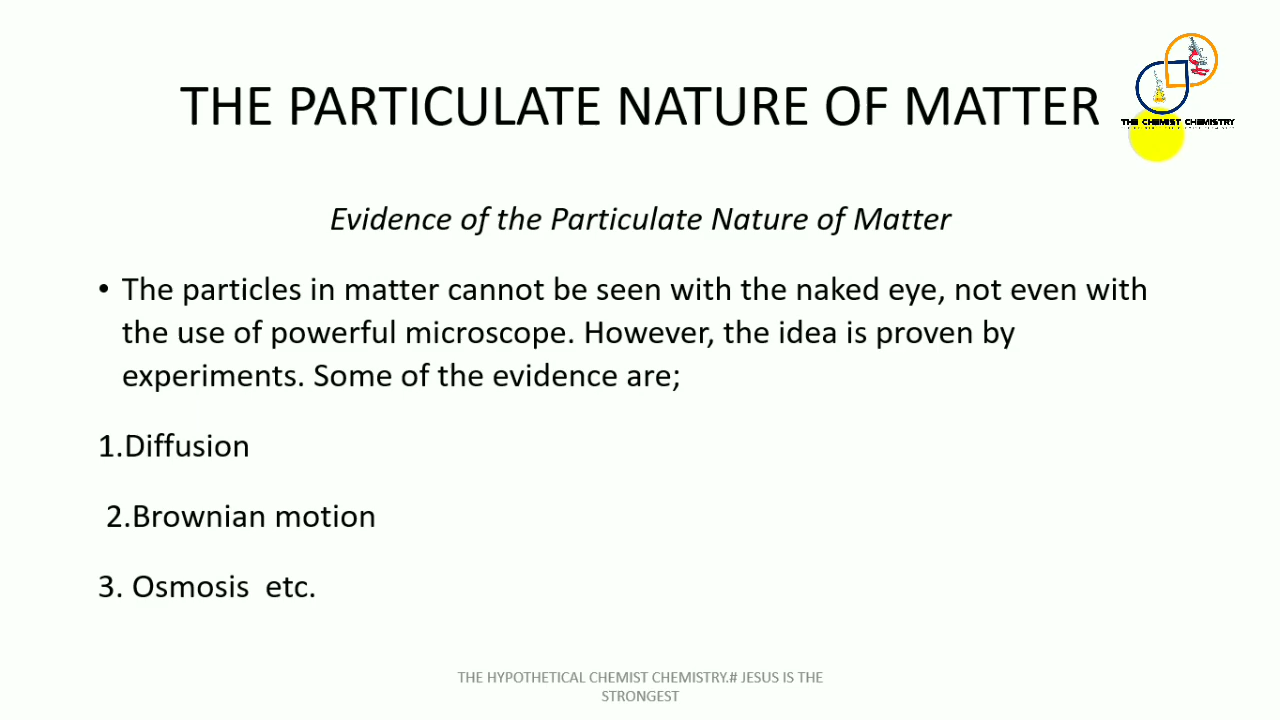 THE PARTICULATE NATURE OF MATTER
THE CHEMIST CHEMISTRY
Evidence of the Particulate Nature of Matter
• The particles in matter cannot be seen with the naked eye, not even with
the use of powerful microscope. However, the idea is proven by
experiments. Some of the evidence are;
1.Diffusion
2.Brownian motion
3. Osmosis  etc.
THE HYPOTHETICAL CHEMIST CHEMISTRY.# JESUS IS THE
STRONGEST